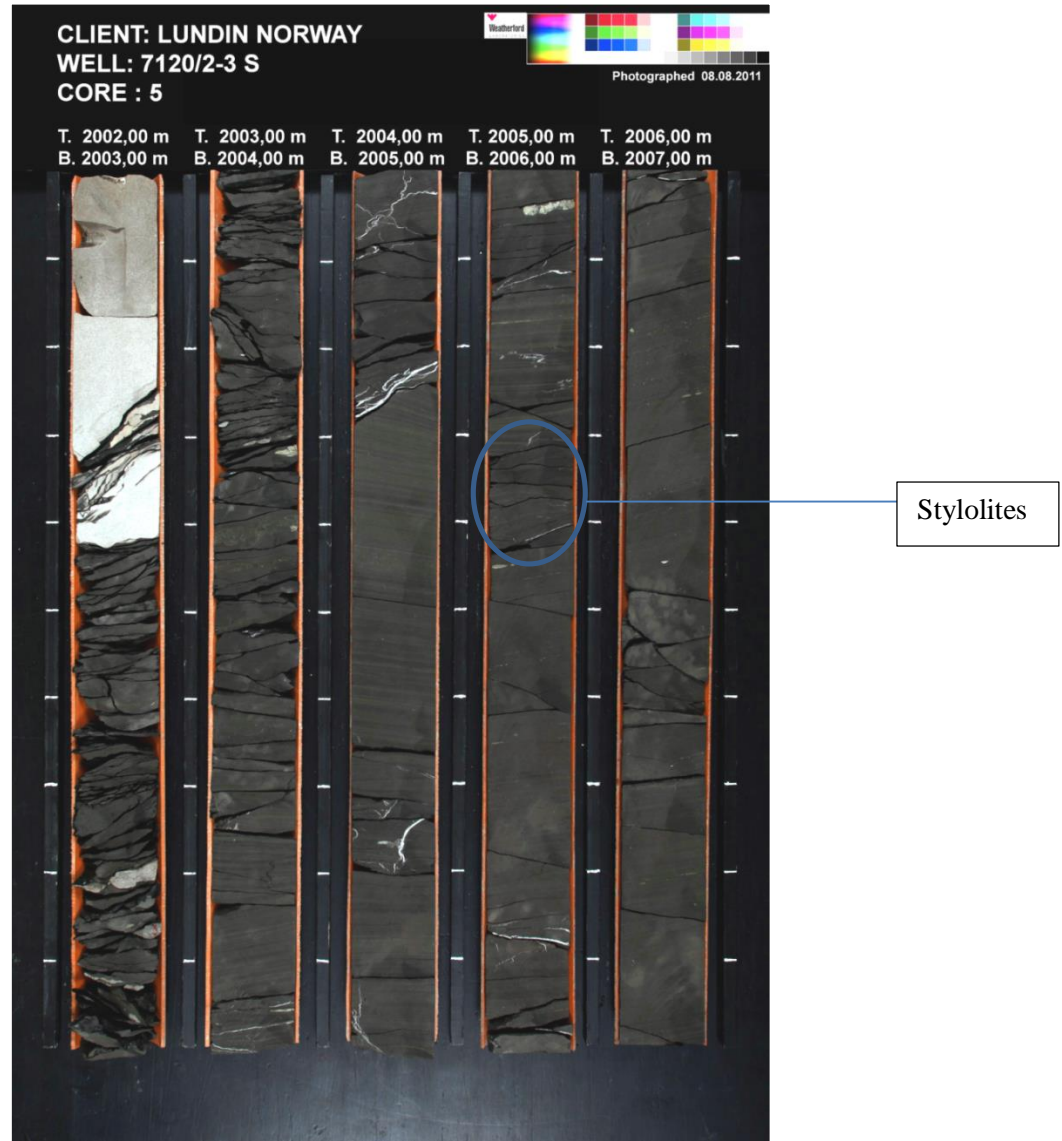 CLIENT: LUNDIN NORWAY
WELL: 7120/2-3 S
CORE : 5
Weatherford
Photographed 08.08.2011
T. 2002,00 m T. 2003,00 m T. 2004,00 m T. 2005,00 m T. 2006,00 m
B. 2003,00 m B. 2004,00 m B. 2005,00 m B. 2006,00 m B. 2007,00 m
Stylolites